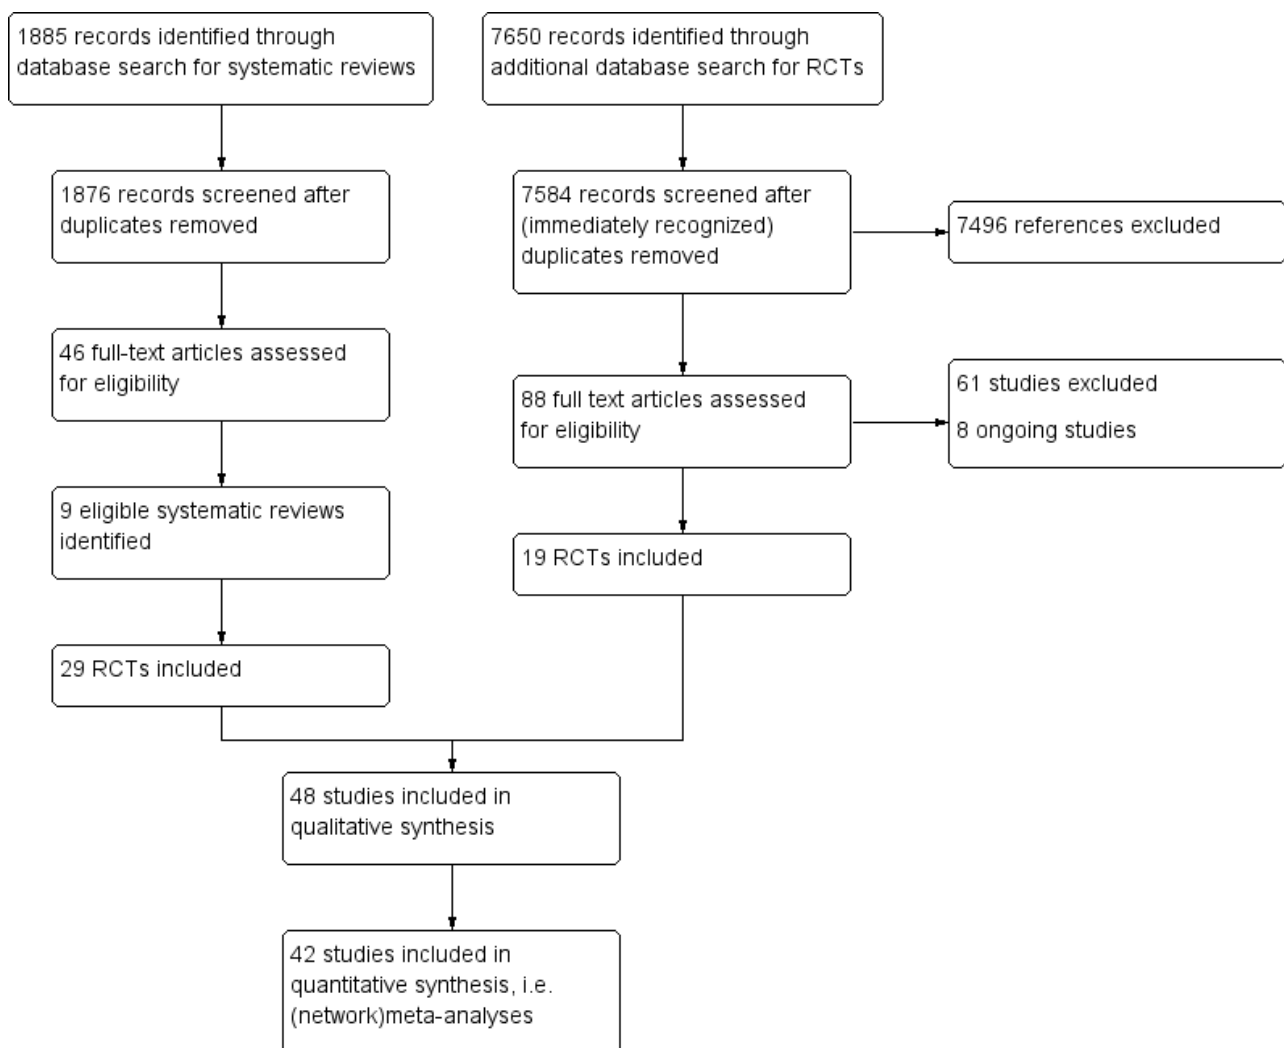 1885 records identified through
database search for systematic reviews
7650 records identified through
additional database search for RCTs
1876 records screened after
duplicates removed
7584 records screened after
(immediately recognized)
duplicates removed
7496 references excluded
46 full-text articles assessed
for eligibility
88 full text articles assessed
for eligibility
61 studies excluded
8 ongoing studies
9 eligible systematic reviews
identified
19 RCTs included
29 RCTs included
48 studies included in
qualitative synthesis
42 studies included in
quantitative synthesis, i.e.
(network)meta-analyses